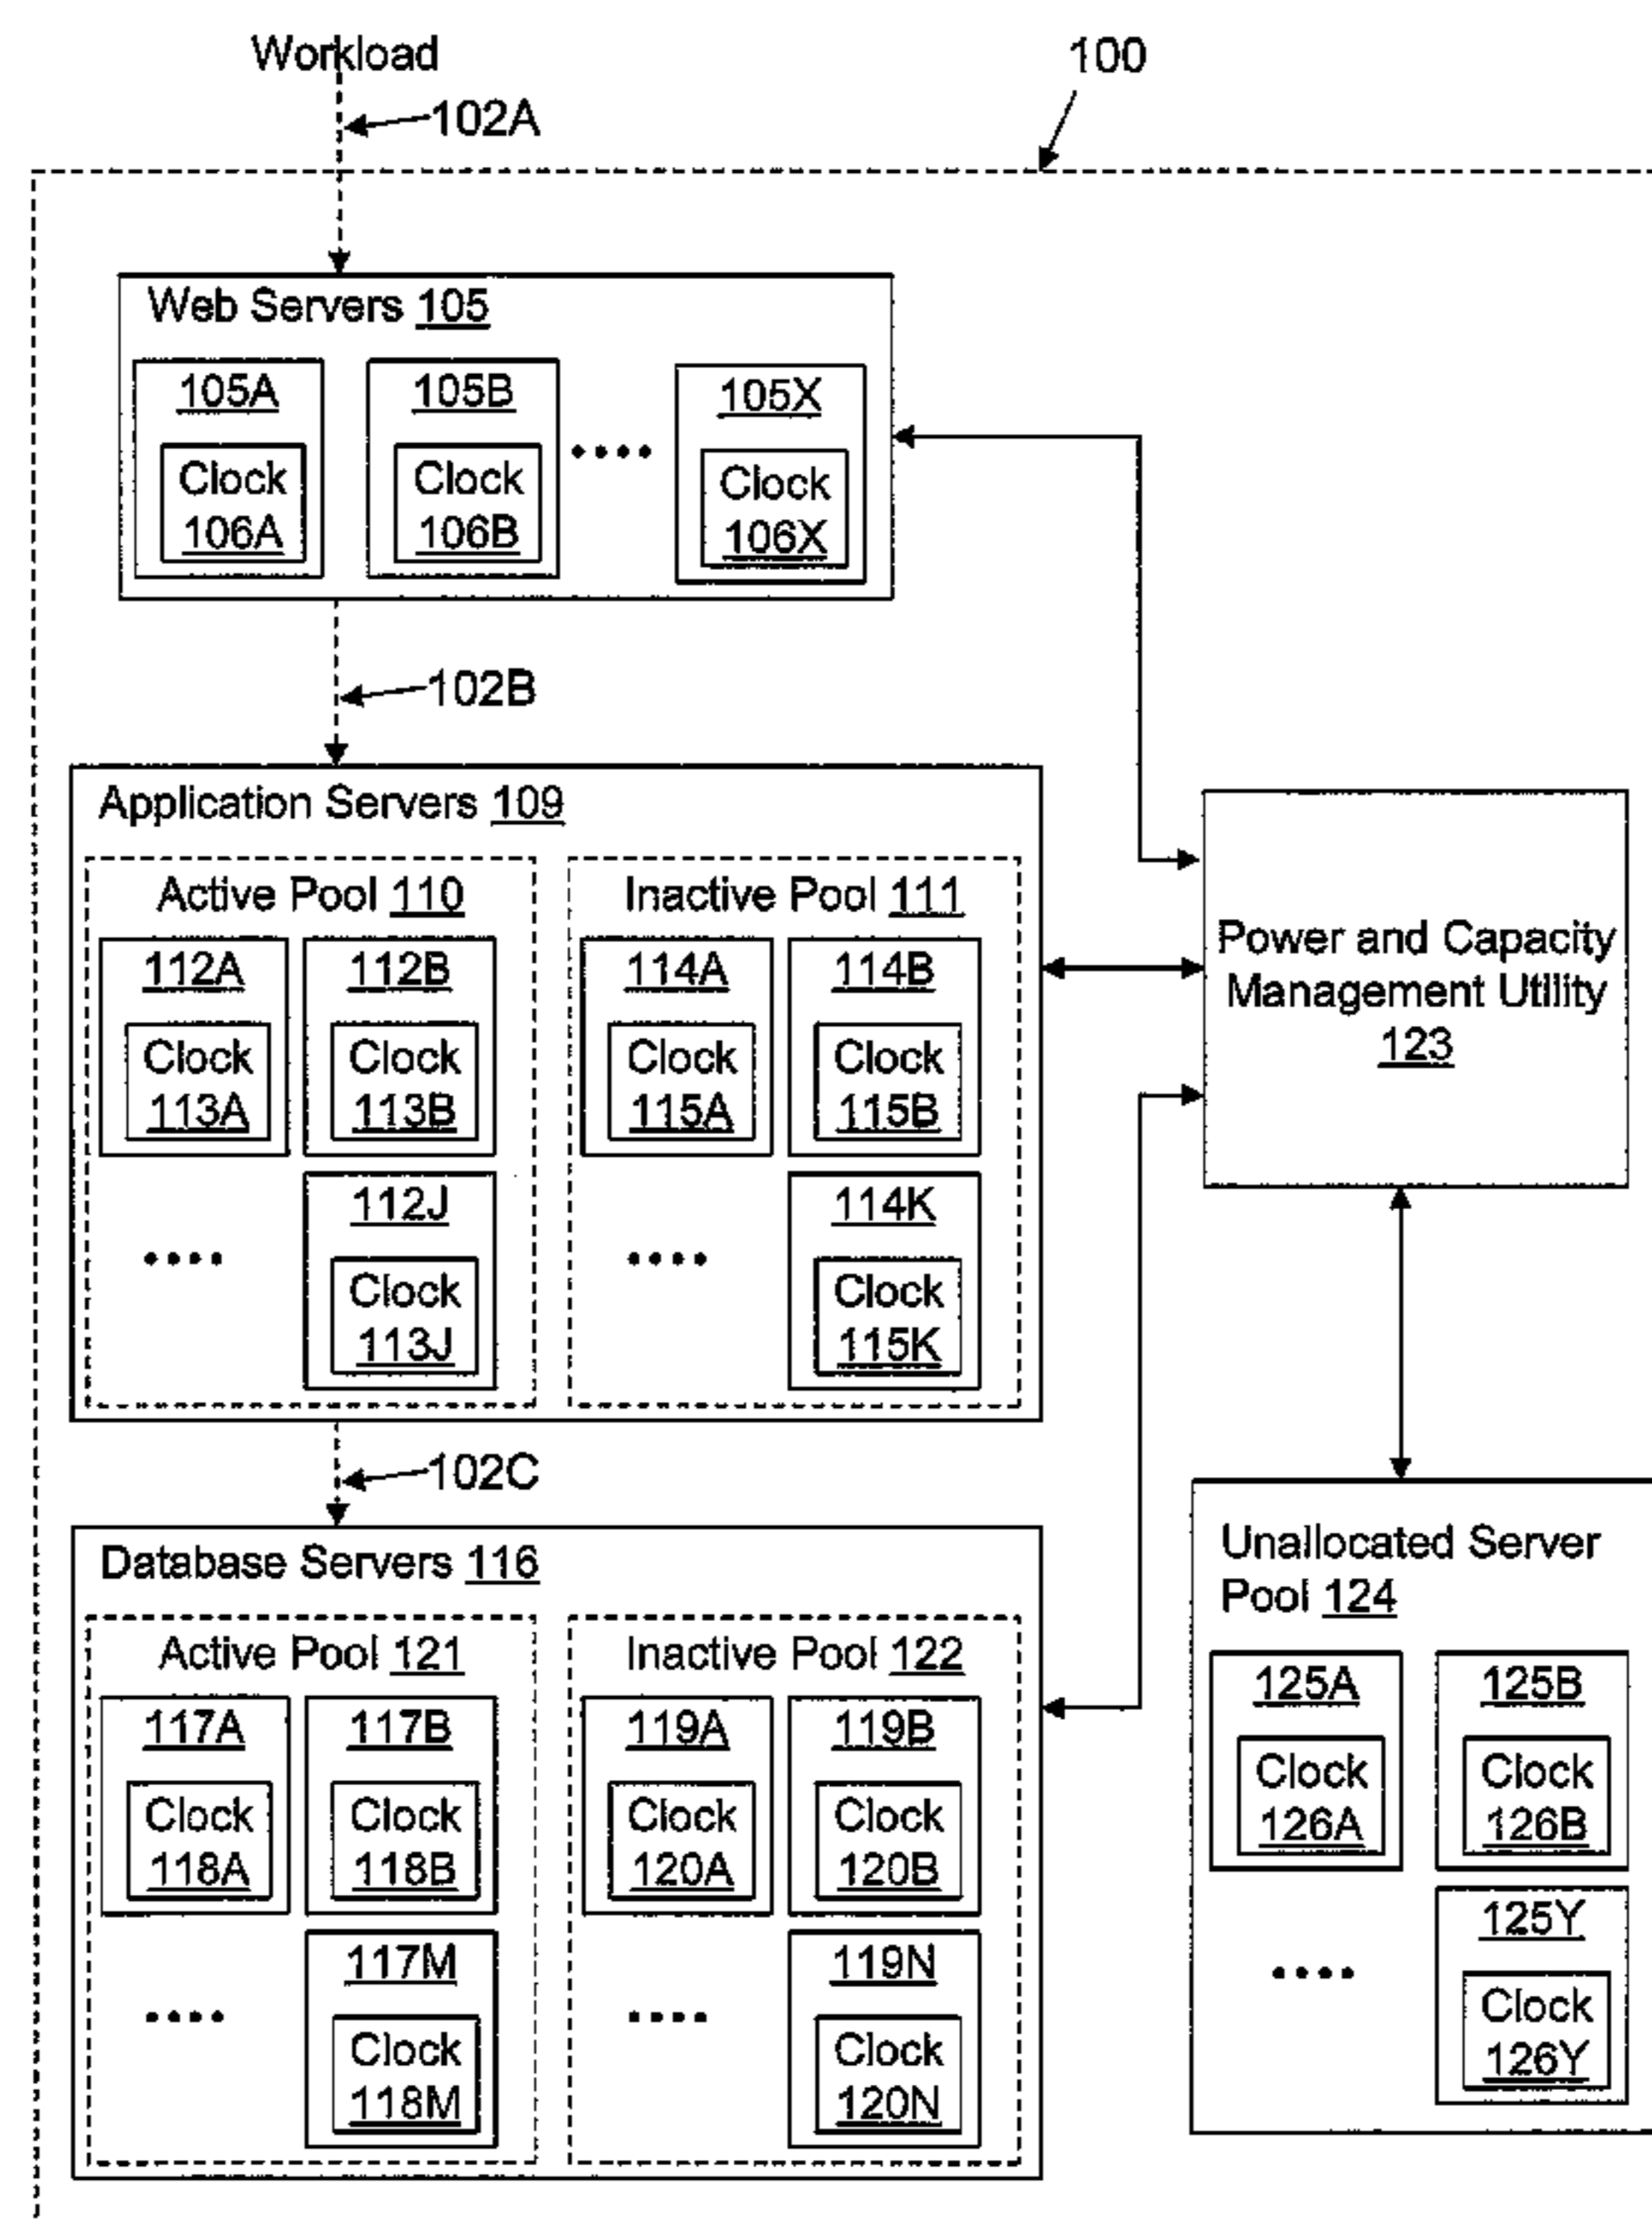 Workload
100
102A
Web Servers 105
105A
Clock
106A
105B
Clock
106B
105X
Clock
106X
102B
Application Servers 109
Active Pool 110
112A
Clock
113A
112B
Clock
113B
112J
Clock
113J
Inactive Pool 111
114A
Clock
115A
114B
Clock
115B
114K
Clock
115K
Power and Capacity
Management Utility
123
102C
Database Servers 116
Active Pool 121
117A
Clock
118A
117B
Clock
118B
117M
Clock
118M
Inactive Pool 122
119A
Clock
120A
119B
Clock
120B
119N
Clock
120N
Unallocated Server
Pool 124
125A
Clock
126A
125B
Clock
126B
125Y
Clock
126Y